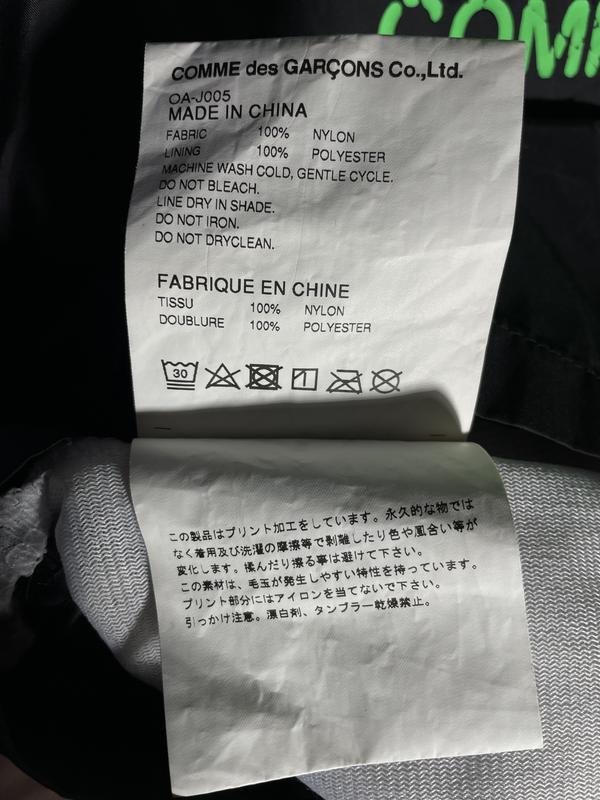 COMM
COMME des GARÇONS Co.,Ltd.
OA-J005
MADE IN CHINA
FABRIC 100% NYLON
LINING 100% POLYESTER
MACHINE WASH COLD, GENTLE CYCLE.
DO NOT BLEACH.
LINE DRY IN SHADE.
DO NOT IRON.
DO NOT DRYCLEAN.
FABRIQUE EN CHINE
TISSU 100% NYLON
DOUBLURE 100% POLYESTER
30
この製品はプリント加工をしています。永久的な物では
なく着用及び洗濯の摩擦等で剥離したり色や風合い等が
変化します。揉んだり擦る事は避けて下さい。
この素材は、毛玉が発生しやすい特性を持っています。
プリント部分にはアイロンを当てないで下さい。
引っかけ注意。漂白剤、タンブラー乾燥禁止。